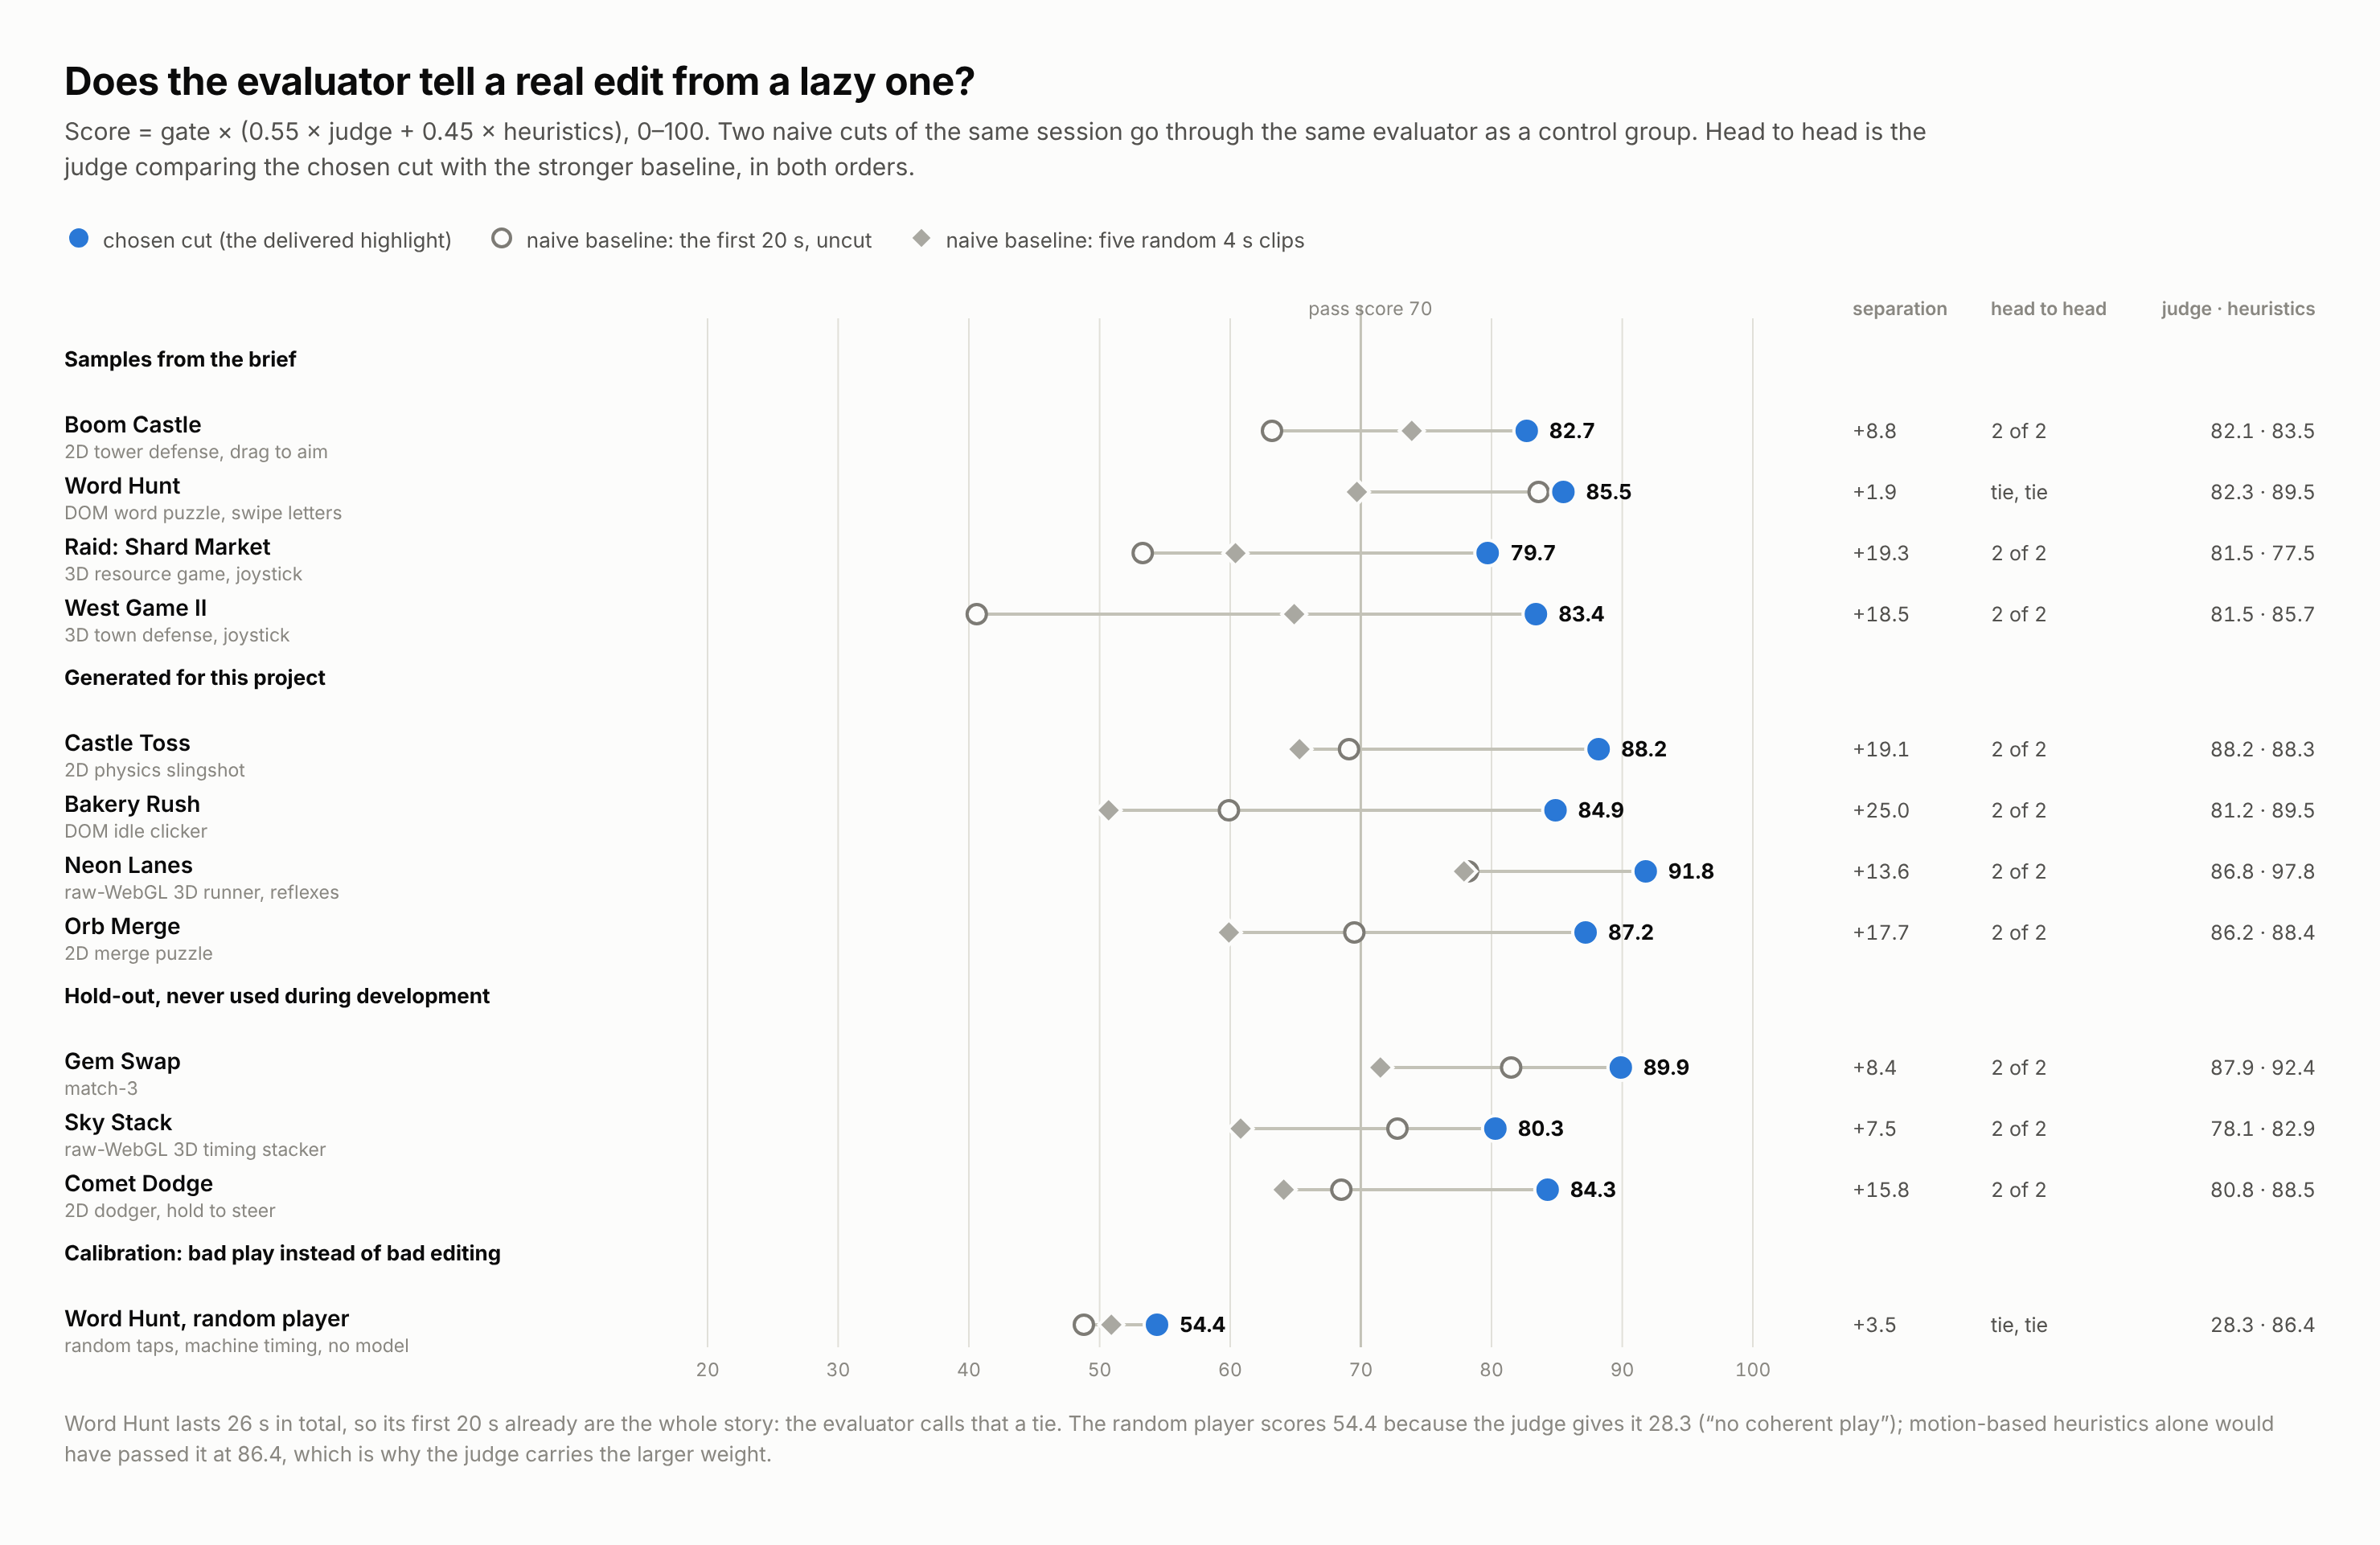 Does the evaluator tell a real edit from a lazy one?
Score = gate × (0.55 × judge + 0.45 × heuristics), 0–100. Two naive cuts of the same session go through the same evaluator as a control group. Head to head is the
judge comparing the chosen cut with the stronger baseline, in both orders.
chosen cut (the delivered highlight) naive baseline: the first 20 s, uncut naive baseline: five random 4 s clips
pass score 70 separation head to head judge · heuristics
Samples from the brief
Boom Castle
82.7 +8.8 2 of 2 82.1 · 83.5
2D tower defense, drag to aim
Word Hunt
85.5 +1.9 tie, tie 82.3 · 89.5
DOM word puzzle, swipe letters
Raid: Shard Market
79.7 +19.3 2 of 2 81.5 · 77.5
3D resource game, joystick
West Game II
83.4 +18.5 2 of 2 81.5 · 85.7
3D town defense, joystick
Generated for this project
Castle Toss
88.2 +19.1 2 of 2 88.2 · 88.3
2D physics slingshot
Bakery Rush
84.9 +25.0 2 of 2 81.2 · 89.5
DOM idle clicker
Neon Lanes
91.8 +13.6 2 of 2 86.8 · 97.8
raw-WebGL 3D runner, reflexes
Orb Merge
87.2 +17.7 2 of 2 86.2 · 88.4
2D merge puzzle
Hold-out, never used during development
Gem Swap
89.9 +8.4 2 of 2 87.9 · 92.4
match-3
Sky Stack
80.3 +7.5 2 of 2 78.1 · 82.9
raw-WebGL 3D timing stacker
Comet Dodge
84.3 +15.8 2 of 2 80.8 · 88.5
2D dodger, hold to steer
Calibration: bad play instead of bad editing
Word Hunt, random player
54.4 +3.5 tie, tie 28.3 · 86.4
random taps, machine timing, no model
20 30 40 50 60 70 80 90 100
Word Hunt lasts 26 s in total, so its first 20 s already are the whole story: the evaluator calls that a tie. The random player scores 54.4 because the judge gives it 28.3 (“no coherent play”); motion-based heuristics alone would
have passed it at 86.4, which is why the judge carries the larger weight.